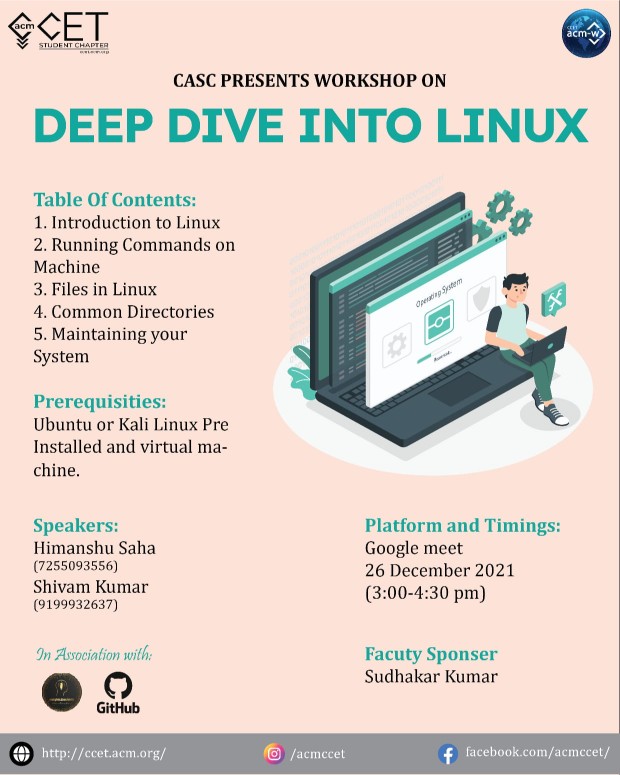 acm CCET
STUDENT CHAPTER
CCET
acm-w
CASC PRESENTS WORKSHOP ON
DEEP DIVE INTO LINUX
Table Of Contents:
1. Introduction to Linux
2. Running Commands on
Machine
3. Files in Linux
4. Common Directories
5. Maintaining your
System
Operating System
Prerequisities:
Ubuntu or Kali Linux Pre
Installed and virtual ma-
chine.
Speakers:
Himanshu Saha
(7255093556)
Shivam Kumar
(9199932637)
Platform and Timings:
Google meet
26 December 2021
(3:00-4:30 pm)
In Association with:
GitHub
Facuty Sponser
Sudhakar Kumar
http://ccet.acm.org/
/acmccet
facebook.com/acmccet/